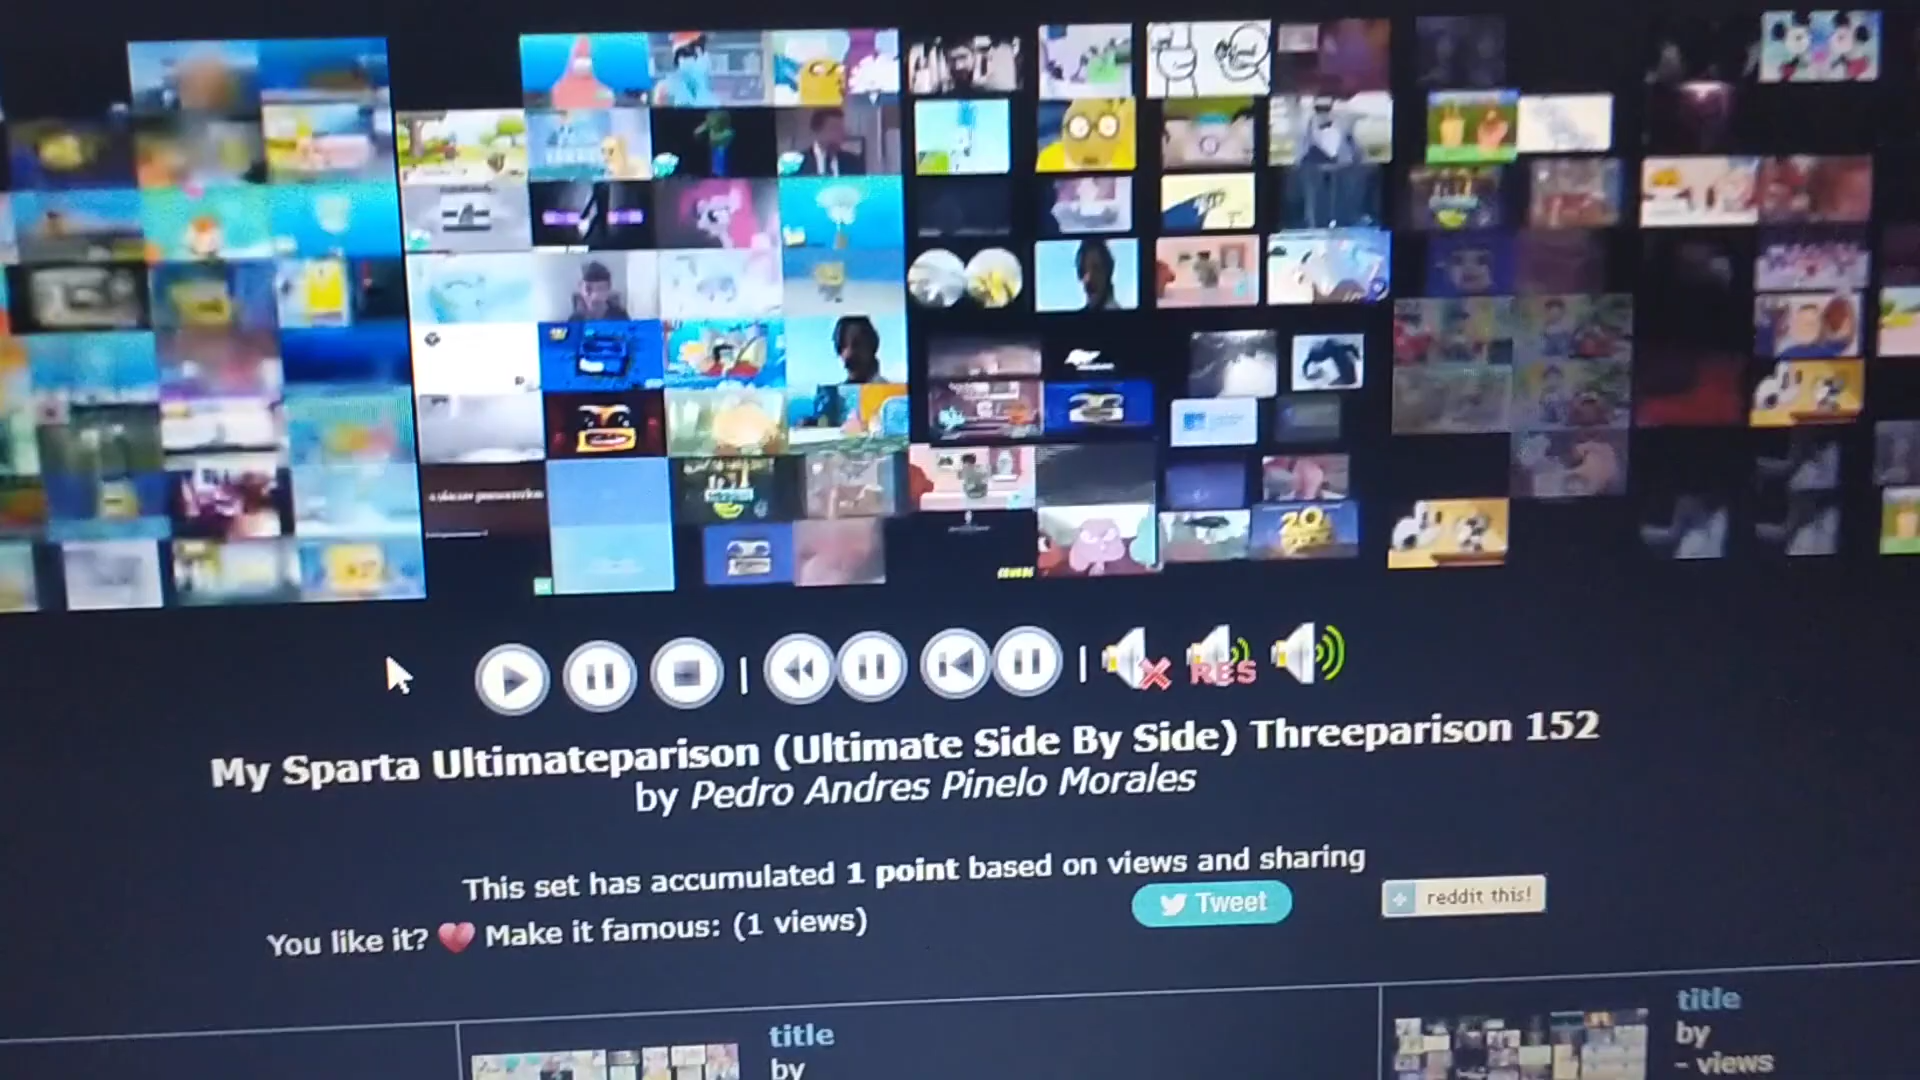 RES
My Sparta Ultimateparison (Ultimate Side By Side) Threeparison 152
by Pedro Andres Pinelo Morales
This set has accumulated 1 point based on views and sharing
Tweet
reddit this!
You like it? Make it famous: (1 views)
title
by
title
by
- views